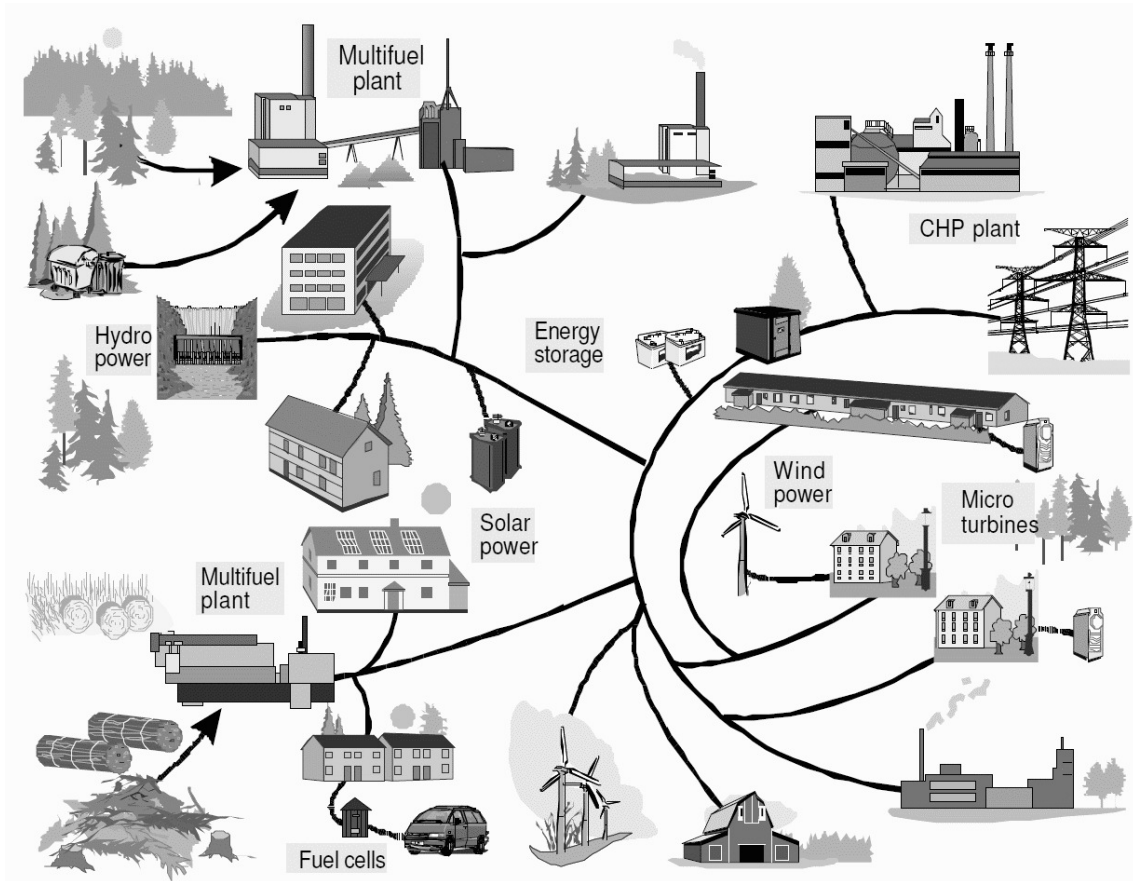 Multifuel
plant
CHP plant
Hydro
power
Energy
storage
Wind
power
Micro
turbines
Solar
power
Multifuel
plant
Fuel cells